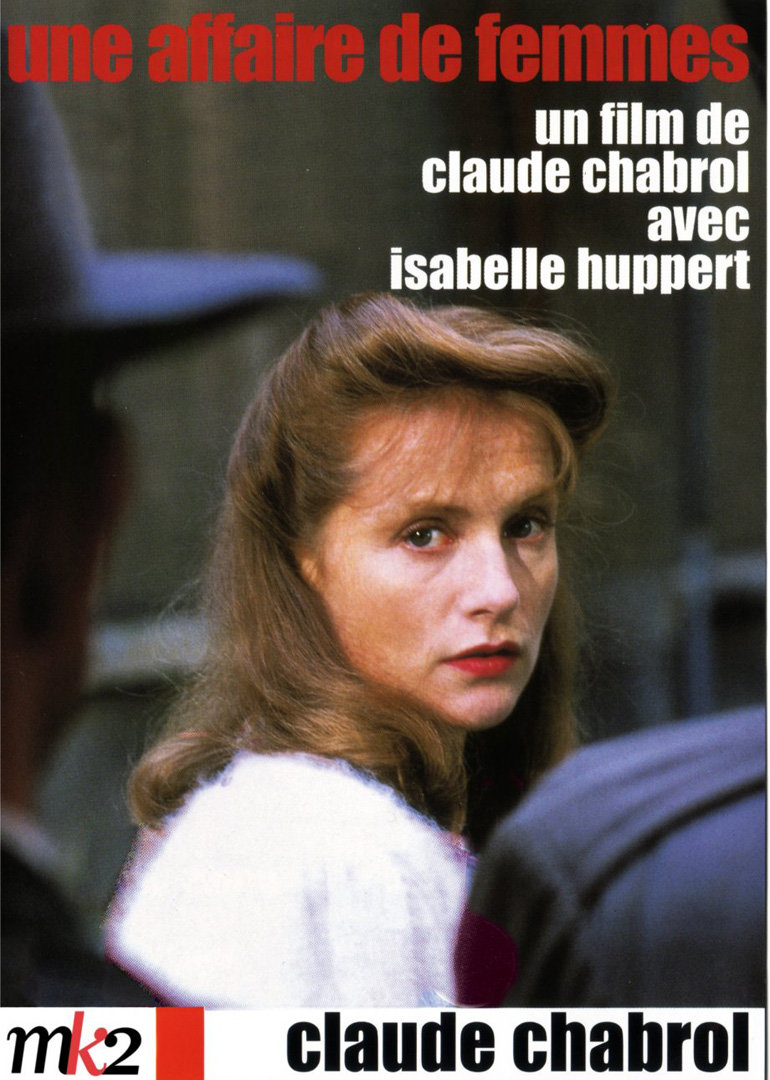 une affaire de femmes
un film de
claude chabrol
avec
isabelle huppert
mk2
claude chabrol